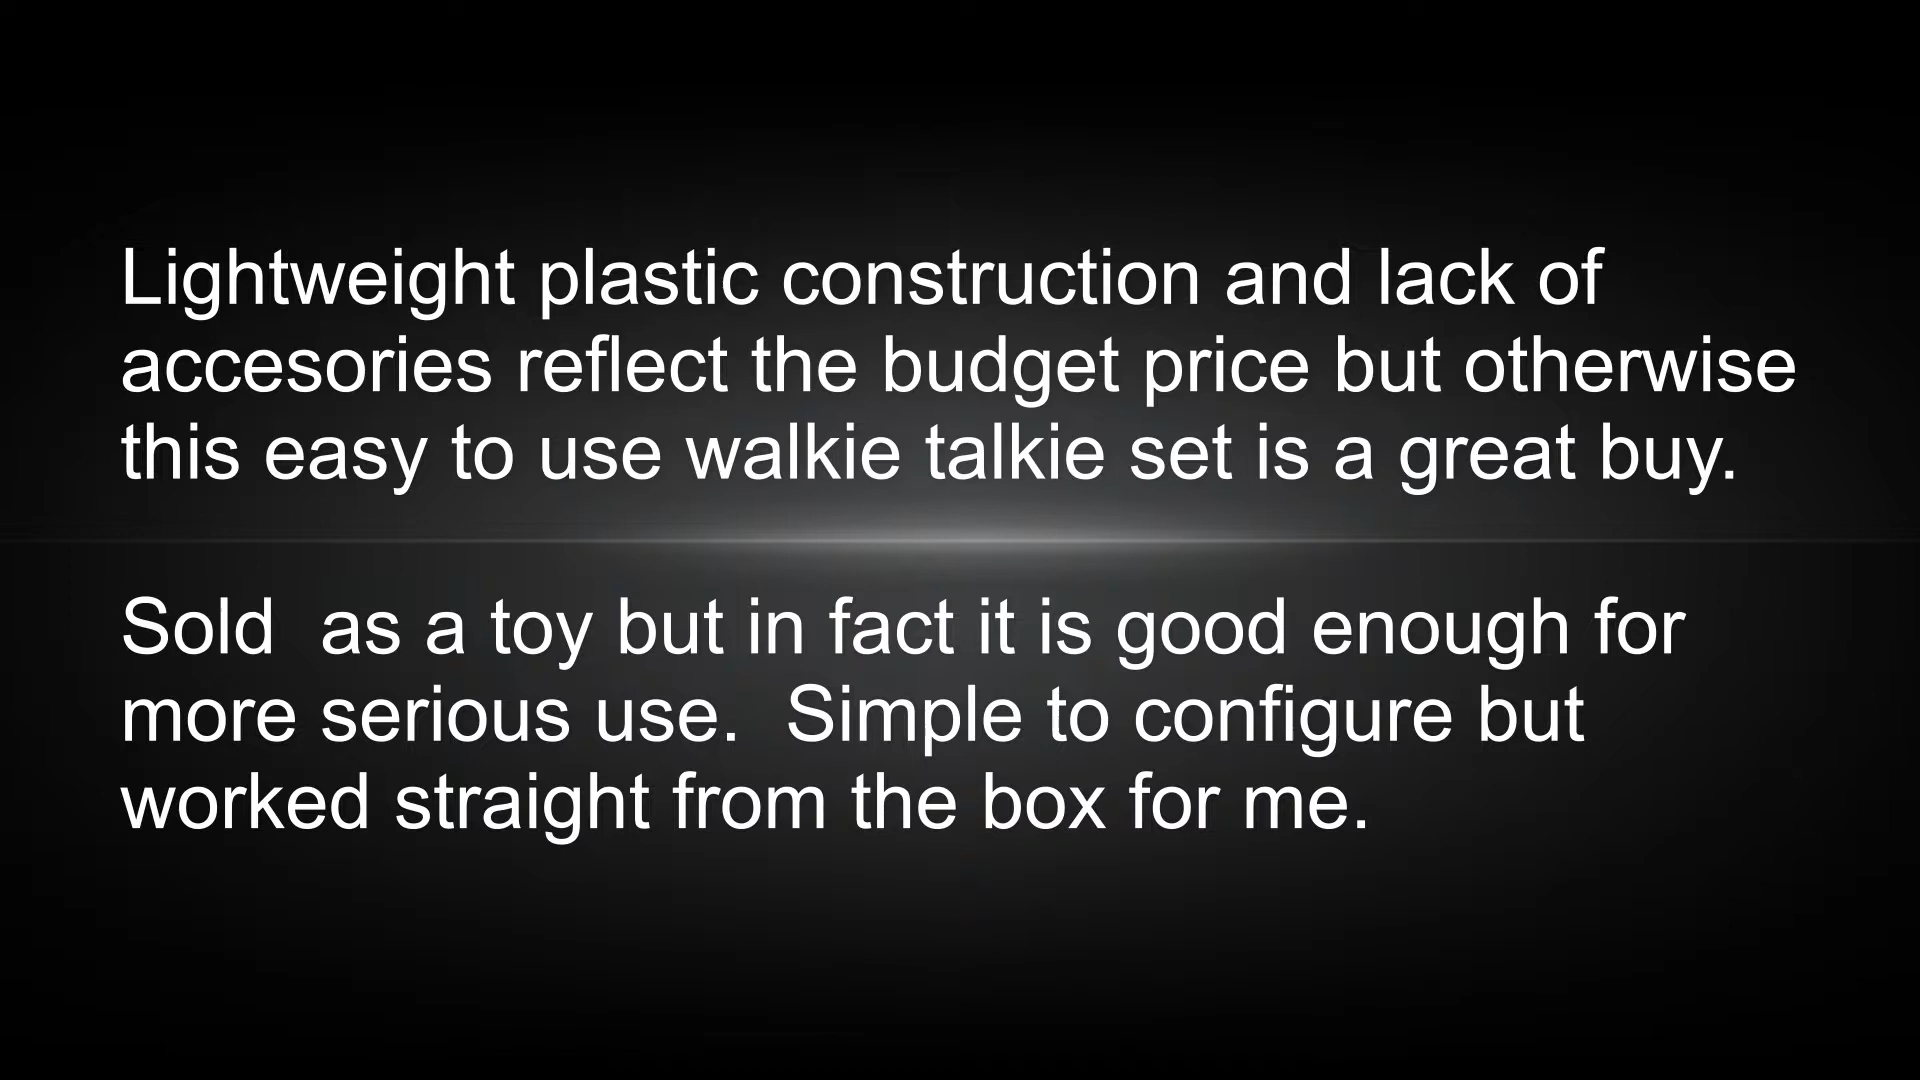 Lightweight plastic construction and lack of
accesories reflect the budget price but otherwise
this easy to use walkie talkie set is a great buy.
Sold  as a toy but in fact it is good enough for
more serious use.  Simple to configure but
worked straight from the box for me.